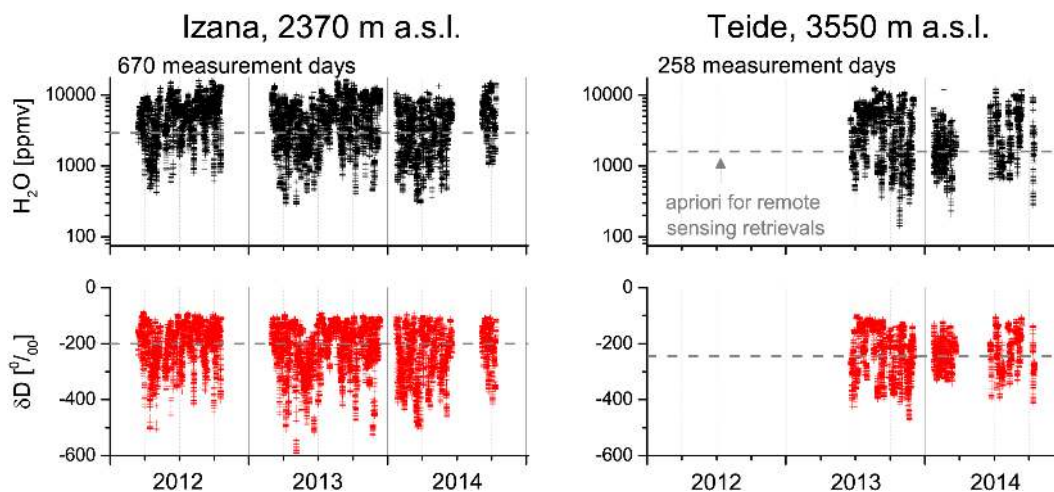 Izana, 2370 m a.s.l.
Teide, 3550 m a.s.l.
670 measurement days
258 measurement days
H₂O [ppmv]
10000
1000
100
10000
1000
100
apriori for remote
sensing retrievals
δD [⁰/₀₀]
0
-200
-400
-600
0
-200
-400
-600
2012
2013
2014
2012
2013
2014